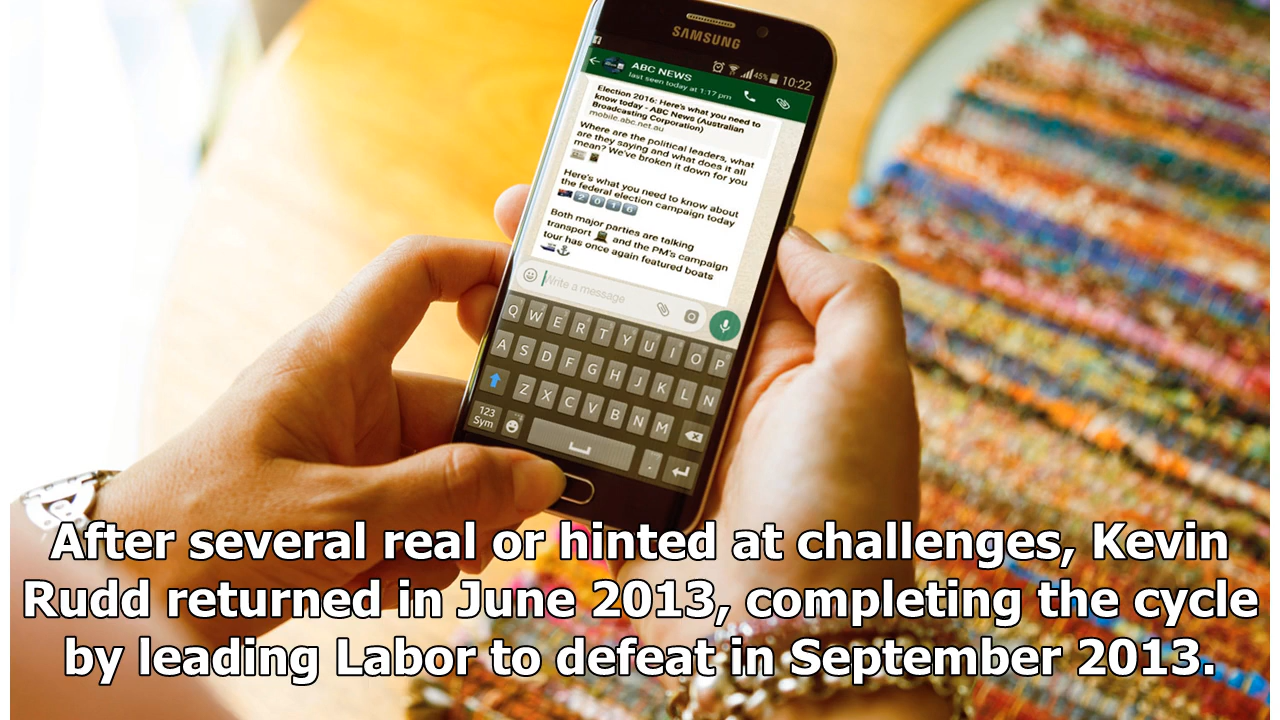 SAMSUNG
45% 10:22
ABC NEWS
last seen today at 1:17 pm
Election 2016: Here's what you need to
know today - ABC News (Australian
Broadcasting Corporation)
mobile.abc.net.au
Where are the political leaders, what
are they saying and what does it all
mean? We've broken it down for you
Here's what you need to know about
the federal election campaign today
2016
Both major parties are talking
transport and the PM's campaign
tour has once again featured boats
Write a message
Q W E R T Y U I O P
A S D F G H J K L N
Z X C V B N M
123
Sym
.
After several real or hinted at challenges, Kevin
Rudd returned in June 2013, completing the cycle
by leading Labor to defeat in September 2013.